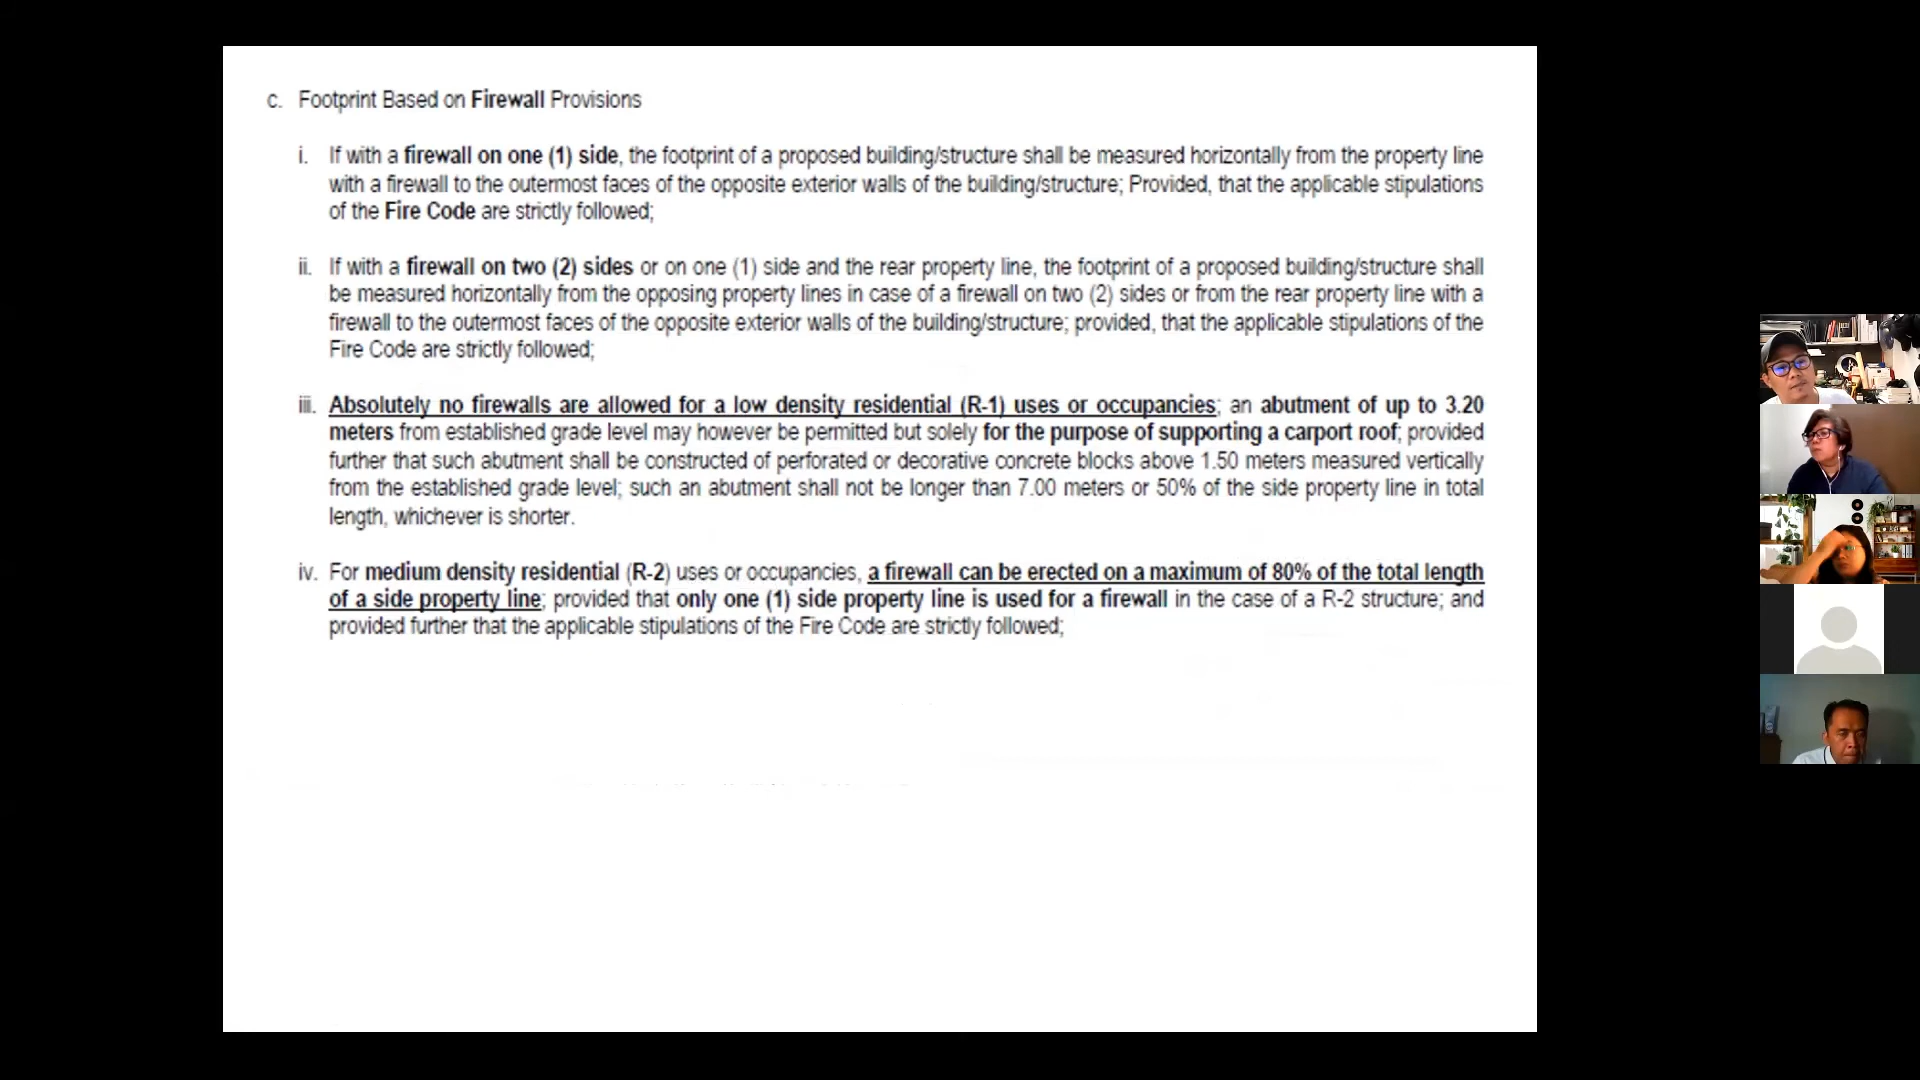 c. Footprint Based on Firewall Provisions
i. If with a firewall on one (1) side, the footprint of a proposed building/structure shall be measured horizontally from the property line
with a firewall to the outermost faces of the opposite exterior walls of the building/structure; Provided, that the applicable stipulations
of the Fire Code are strictly followed;
ii. If with a firewall on two (2) sides or on one (1) side and the rear property line, the footprint of a proposed building/structure shall
be measured horizontally from the opposing property lines in case of a firewall on two (2) sides or from the rear property line with a
firewall to the outermost faces of the opposite exterior walls of the building/structure; provided, that the applicable stipulations of the
Fire Code are strictly followed;
iii. Absolutely no firewalls are allowed for a low density residential (R-1) uses or occupancies; an abutment of up to 3.20
meters from established grade level may however be permitted but solely for the purpose of supporting a carport roof; provided
further that such abutment shall be constructed of perforated or decorative concrete blocks above 1.50 meters measured vertically
from the established grade level; such an abutment shall not be longer than 7.00 meters or 50% of the side property line in total
length, whichever is shorter.
iv. For medium density residential (R-2) uses or occupancies, a firewall can be erected on a maximum of 80% of the total length
of a side property line; provided that only one (1) side property line is used for a firewall in the case of a R-2 structure; and
provided further that the applicable stipulations of the Fire Code are strictly followed;